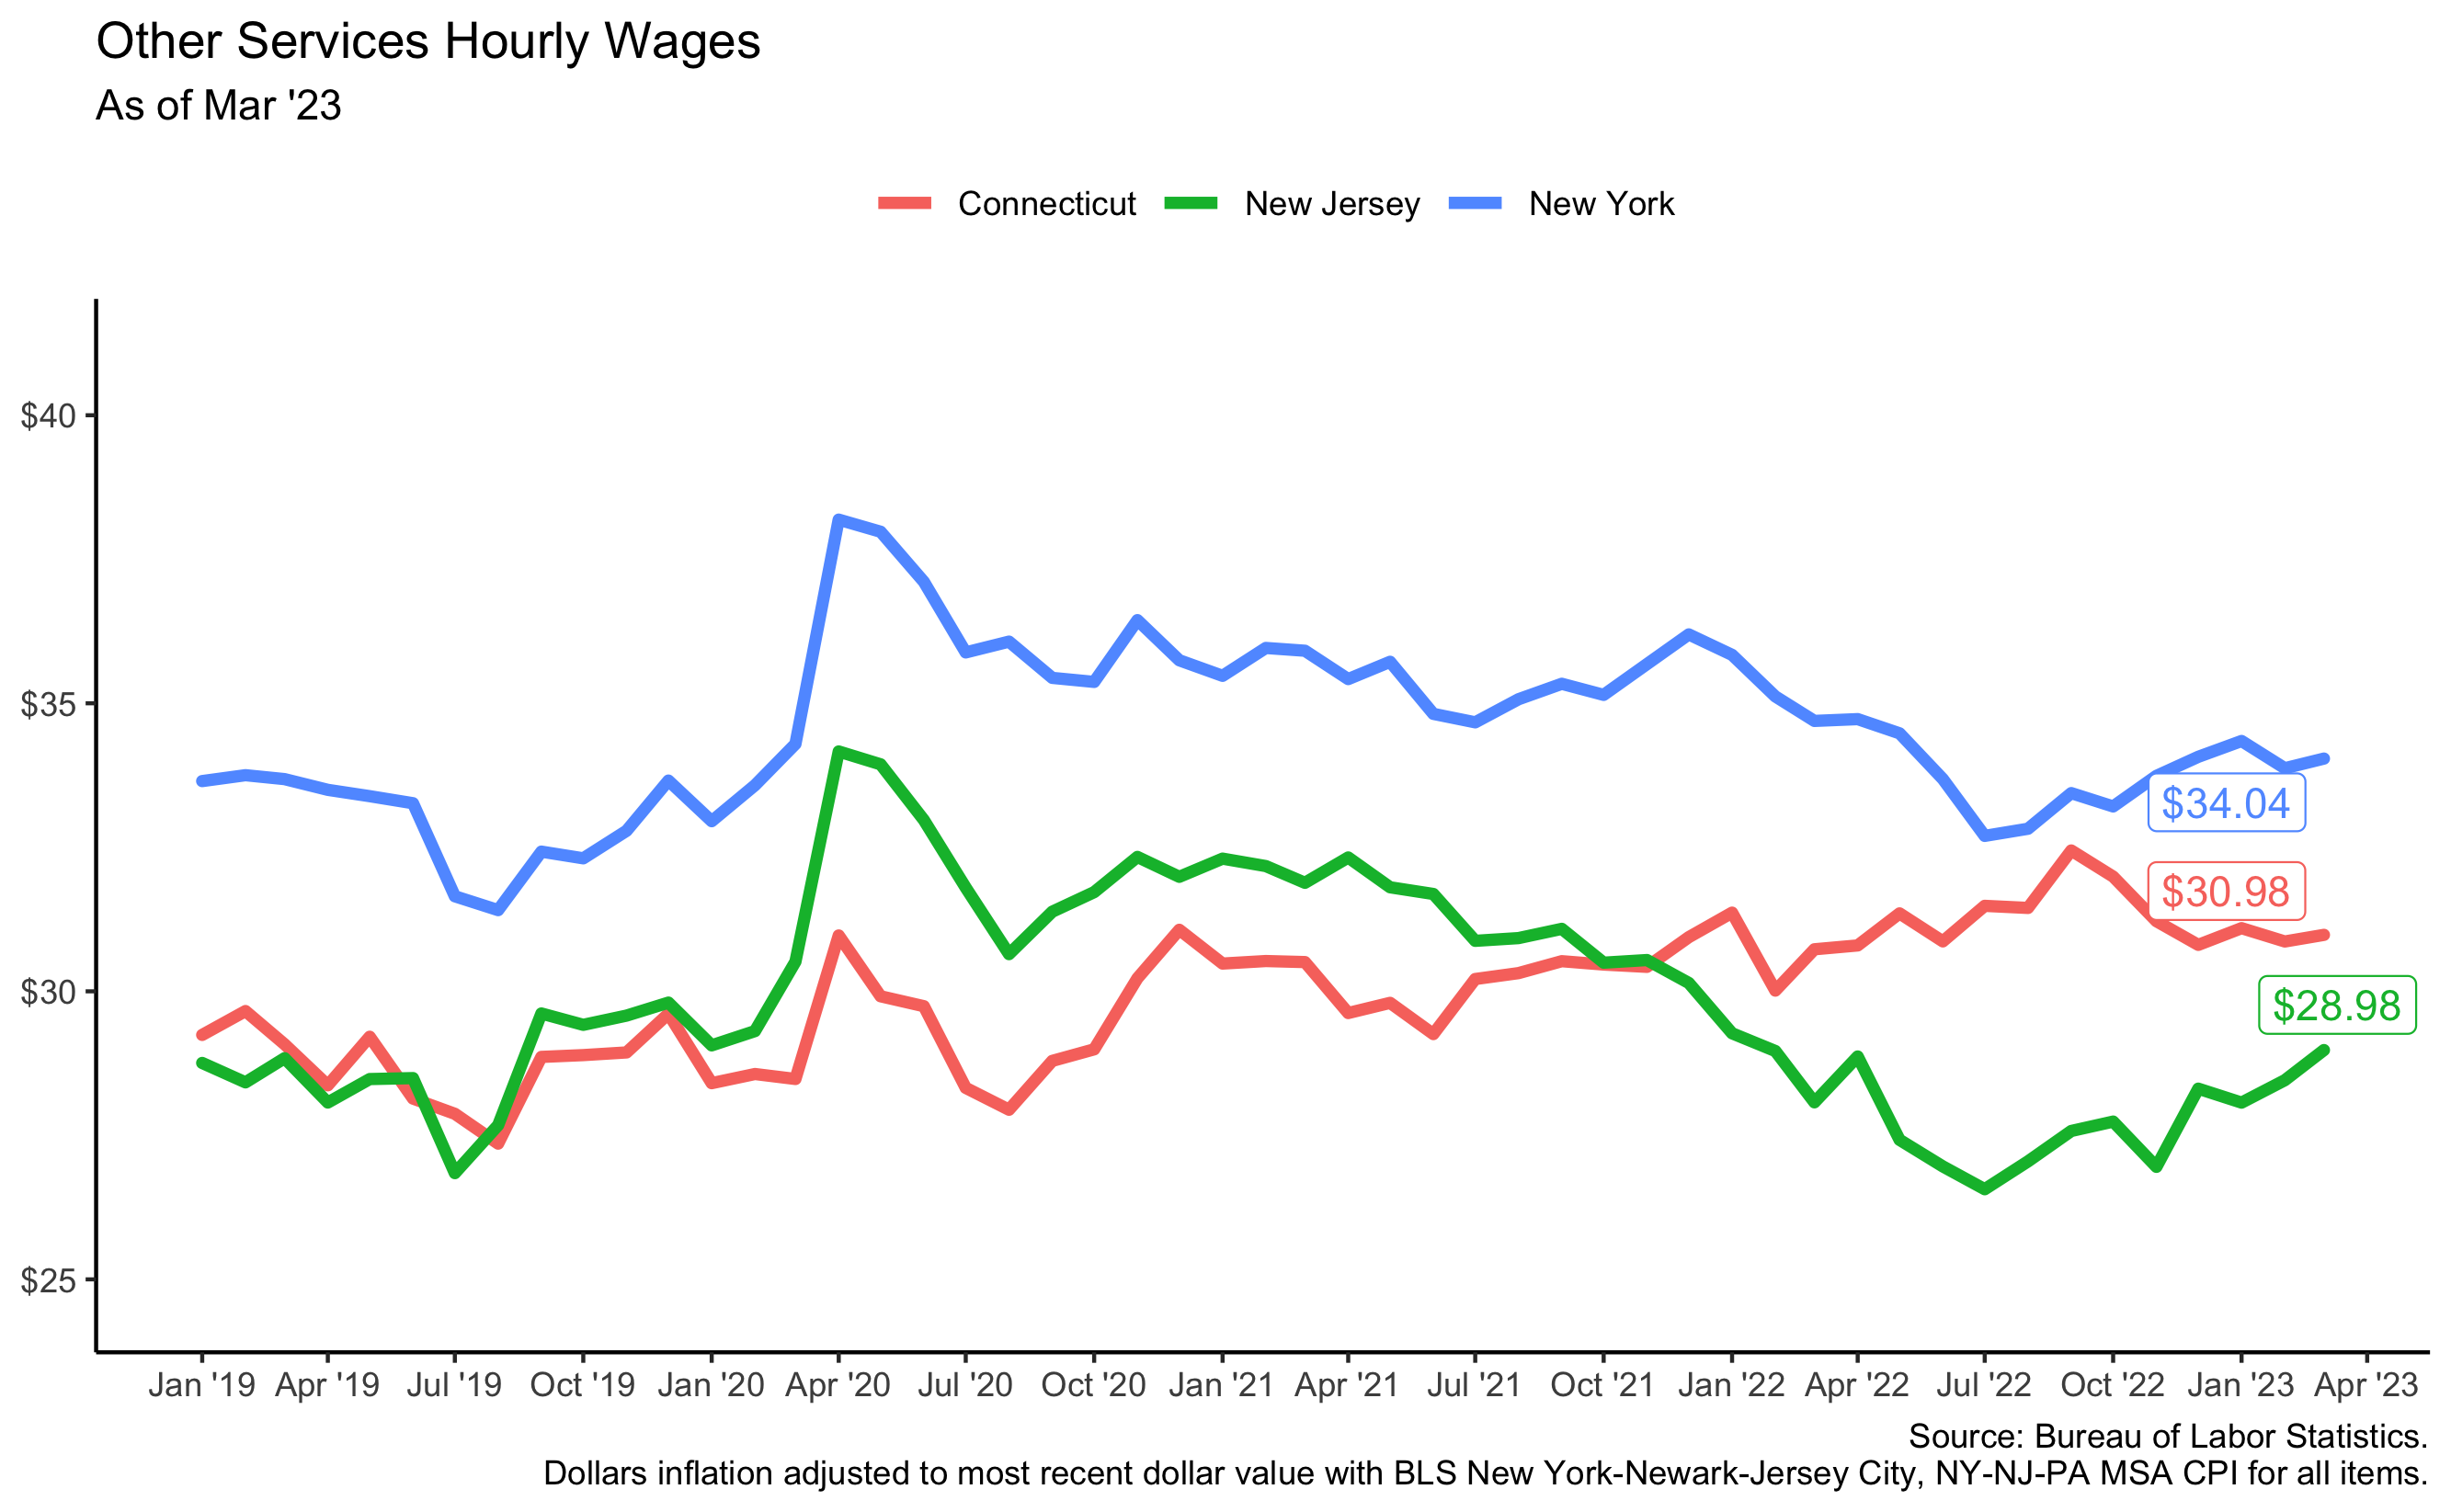 Other Services Hourly Wages
As of Mar '23
Connecticut New Jersey New York
$40
$35
$30
$25
$34.04
$30.98
$28.98
Jan '19 Apr '19 Jul '19 Oct '19 Jan '20 Apr '20 Jul '20 Oct '20 Jan '21 Apr '21 Jul '21 Oct '21 Jan '22 Apr '22 Jul '22 Oct '22 Jan '23 Apr '23
Source: Bureau of Labor Statistics.
Dollars inflation adjusted to most recent dollar value with BLS New York-Newark-Jersey City, NY-NJ-PA MSA CPI for all items.